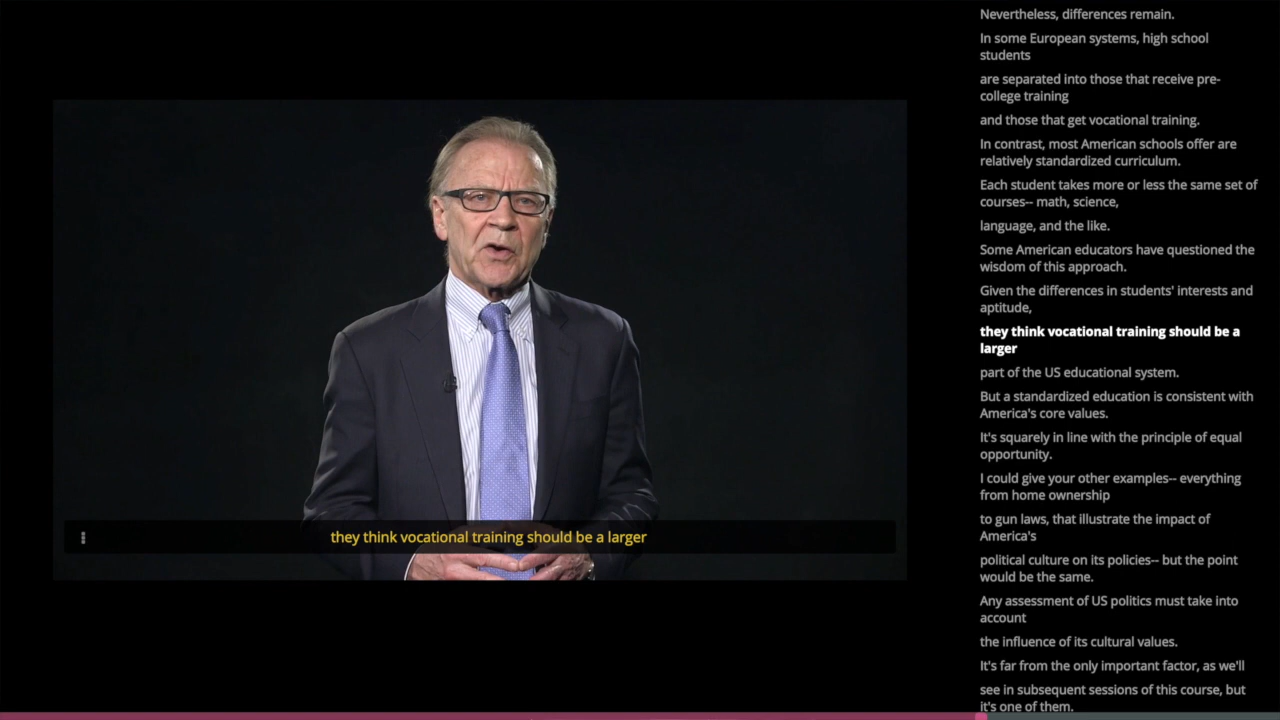 Nevertheless, differences remain.
In some European systems, high school
students
are separated into those that receive pre-
college training
and those that get vocational training.
In contrast, most American schools offer are
relatively standardized curriculum.
Each student takes more or less the same set of
courses-- math, science,
language, and the like.
Some American educators have questioned the
wisdom of this approach.
Given the differences in students' interests and
aptitude,
they think vocational training should be a
larger
part of the US educational system.
But a standardized education is consistent with
America's core values.
It's squarely in line with the principle of equal
opportunity.
I could give your other examples-- everything
from home ownership
to gun laws, that illustrate the impact of
America's
political culture on its policies-- but the point
would be the same.
Any assessment of US politics must take into
account
the influence of its cultural values.
It's far from the only important factor, as we'll
see in subsequent sessions of this course, but
it's one of them.
they think vocational training should be a larger